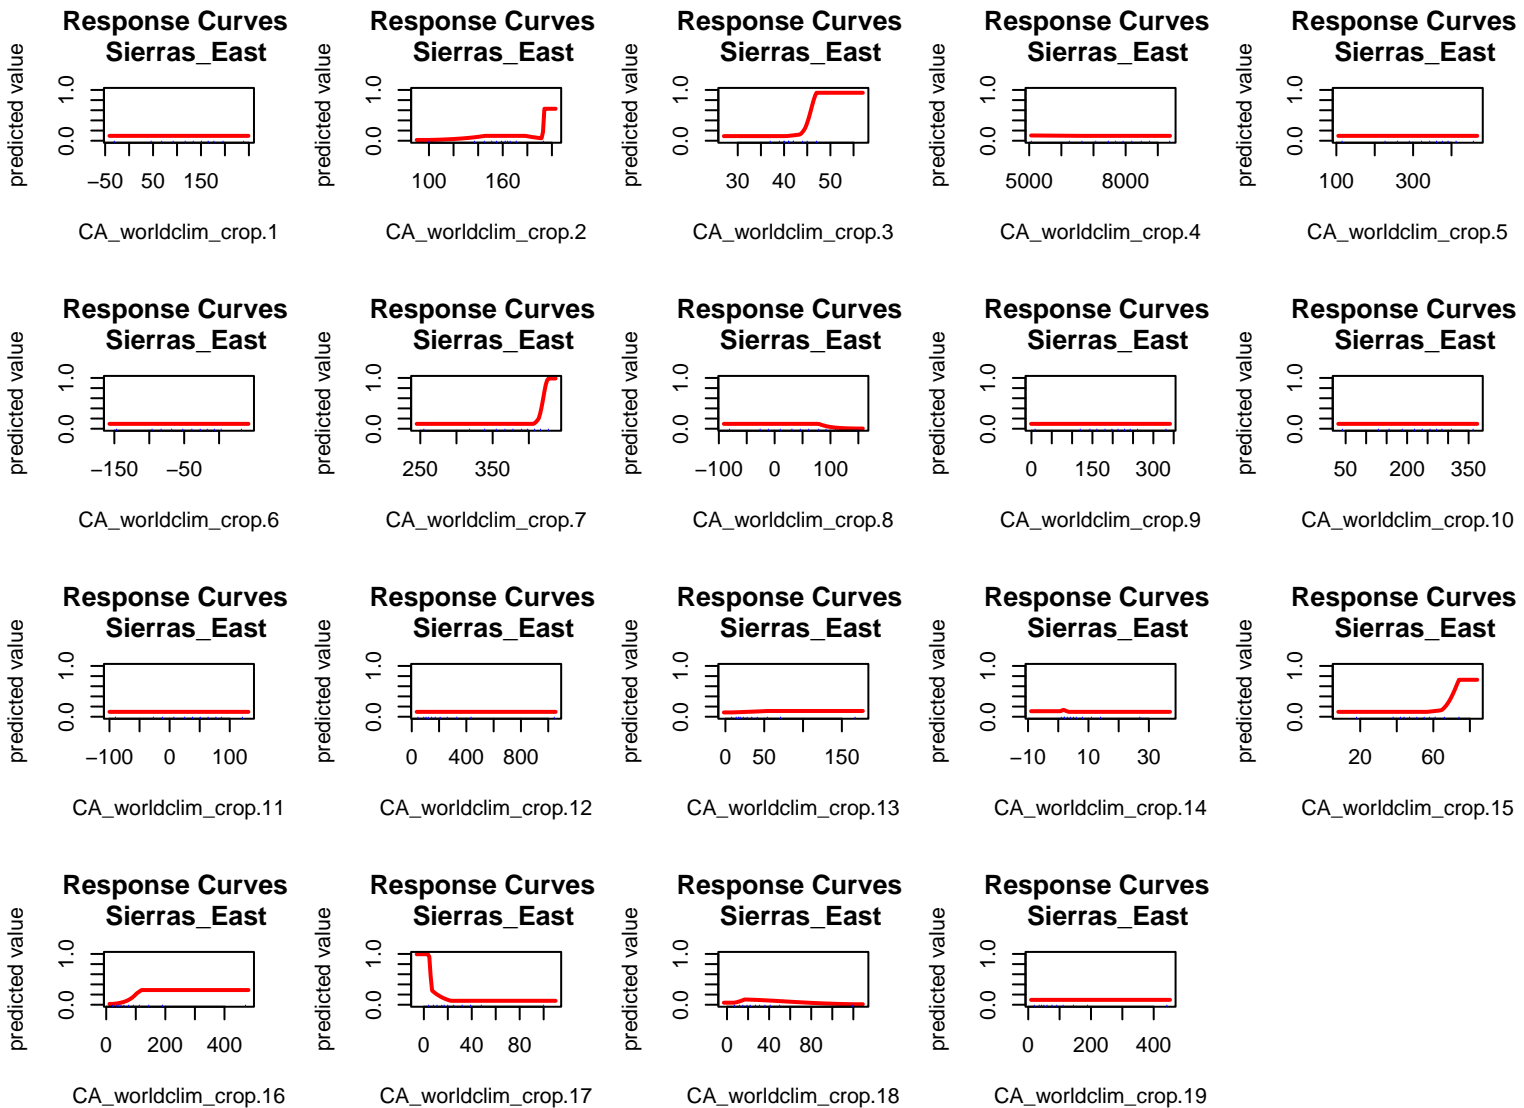 Response Curves
Sierras_East
predicted value
0.0 1.0
−50 50 150
CA_worldclim_crop.1
Response Curves
Sierras_East
predicted value
0.0 1.0
100 160
CA_worldclim_crop.2
Response Curves
Sierras_East
predicted value
0.0 1.0
30 40 50
CA_worldclim_crop.3
Response Curves
Sierras_East
predicted value
0.0 1.0
5000 8000
CA_worldclim_crop.4
Response Curves
Sierras_East
predicted value
0.0 1.0
100 300
CA_worldclim_crop.5
Response Curves
Sierras_East
predicted value
0.0 1.0
−150 −50
CA_worldclim_crop.6
Response Curves
Sierras_East
predicted value
0.0 1.0
250 350
CA_worldclim_crop.7
Response Curves
Sierras_East
predicted value
0.0 1.0
−100 0 100
CA_worldclim_crop.8
Response Curves
Sierras_East
predicted value
0.0 1.0
0 150 300
CA_worldclim_crop.9
Response Curves
Sierras_East
predicted value
0.0 1.0
50 200 350
CA_worldclim_crop.10
Response Curves
Sierras_East
predicted value
0.0 1.0
−100 0 100
CA_worldclim_crop.11
Response Curves
Sierras_East
predicted value
0.0 1.0
0 400 800
CA_worldclim_crop.12
Response Curves
Sierras_East
predicted value
0.0 1.0
0 50 150
CA_worldclim_crop.13
Response Curves
Sierras_East
predicted value
0.0 1.0
−10 10 30
CA_worldclim_crop.14
Response Curves
Sierras_East
predicted value
0.0 1.0
20 60
CA_worldclim_crop.15
Response Curves
Sierras_East
predicted value
0.0 1.0
0 200 400
CA_worldclim_crop.16
Response Curves
Sierras_East
predicted value
0.0 1.0
0 40 80
CA_worldclim_crop.17
Response Curves
Sierras_East
predicted value
0.0 1.0
0 40 80
CA_worldclim_crop.18
Response Curves
Sierras_East
predicted value
0.0 1.0
0 200 400
CA_worldclim_crop.19